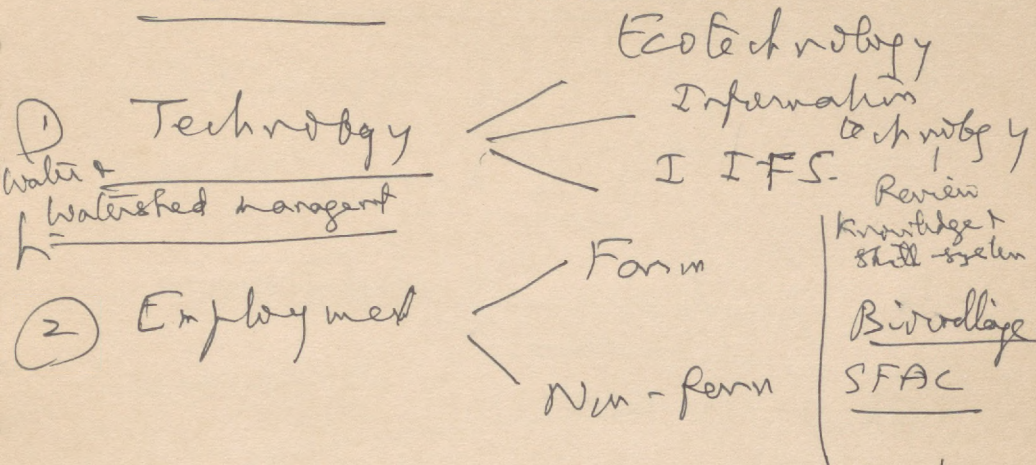 Ecotechnology
① Technology
Information
technology
I IFS.
Water &
Watershed managent
Review
Knowledge &
skill system
② Employment
Farm
Non-farm
Biovillage
SFAC